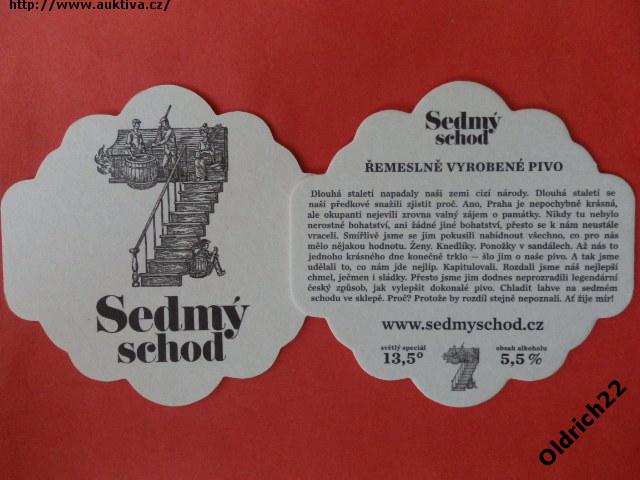 http://www.auktiva.cz/
Sedmý
schod
Sedmý
schod
ŘEMESLNĚ VYROBENÉ PIVO
Dlouhá staletí napadaly naši zemi cizí národy. Dlouhá staletí se
naši předkové snažili zjistit proč. Ano, Praha je nepochybně krásná,
ale okupanti nejevili zrovna valný zájem o památky. Nikdy tu nebylo
nerostné bohatství, ani žádné jiné bohatství, přesto se k nám neustále
vraceli. Smířlivě jsme se jim pokusili nabídnout všechno, co pro nás
mělo nějakou hodnotu. Ženy. Knedlíky. Ponožky v sandálech. Až nás to
jednoho krásného dne konečně trklo — šlo jim o naše pivo. A tak jsme
udělali to, co nám jde nejlíp. Kapitulovali. Rozdali jsme náš nejlepší
chmel, ječmen i sládky. Přesto jsme jim dodnes neprozradili legendární
český způsob, jak vylepšit dokonalé pivo. Chladit lahve na sedmém
schodu ve sklepě. Proč? Protože by rozdíl stejně nepoznali. Ať žije mír!
www.sedmyschod.cz
světlý speciál
13,5°
obsah alkoholu
5,5%
Oldrich22